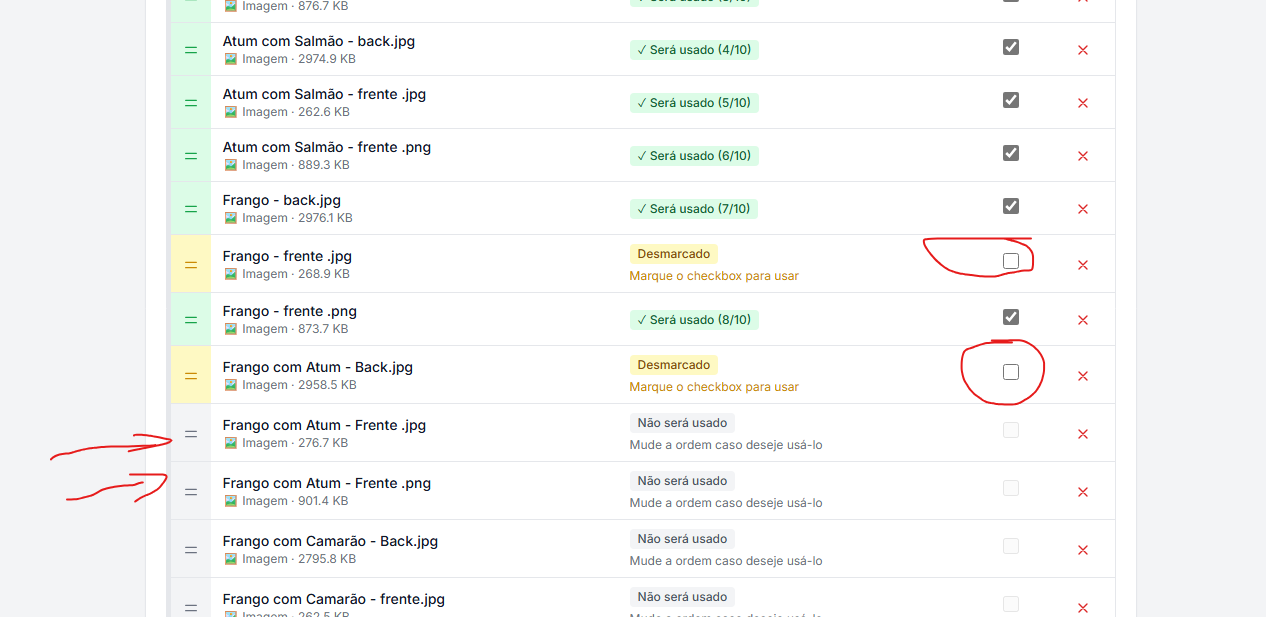 Imagem · 876.7 KB
Atum com Salmão - back.jpg
Imagem · 2974.9 KB
✓ Será usado (4/10)
Atum com Salmão - frente .jpg
Imagem · 262.6 KB
✓ Será usado (5/10)
Atum com Salmão - frente .png
Imagem · 889.3 KB
✓ Será usado (6/10)
Frango - back.jpg
Imagem · 2976.1 KB
✓ Será usado (7/10)
Frango - frente .jpg
Imagem · 268.9 KB
Desmarcado
Marque o checkbox para usar
Frango - frente .png
Imagem · 873.7 KB
✓ Será usado (8/10)
Frango com Atum - Back.jpg
Imagem · 2958.5 KB
Desmarcado
Marque o checkbox para usar
Frango com Atum - Frente .jpg
Imagem · 276.7 KB
Não será usado
Mude a ordem caso deseje usá-lo
Frango com Atum - Frente .png
Imagem · 901.4 KB
Não será usado
Mude a ordem caso deseje usá-lo
Frango com Camarão - Back.jpg
Imagem · 2795.8 KB
Não será usado
Mude a ordem caso deseje usá-lo
Frango com Camarão - frente.jpg
Imagem · 262.5 KB
Não será usado